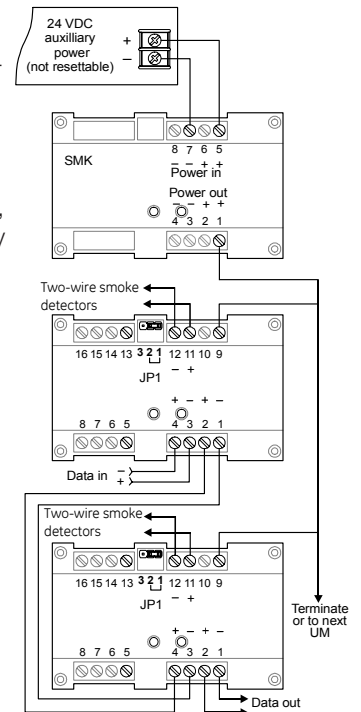 24 VDC
auxilliary
power
(not resettable)
+
–
8 7 6 5
– – + +
SMK
Power in
Power out
– – + +
4 3 2 1
Two-wire smoke
detectors
16 15 14 13 3 2 1 12 11 10 9
– +
JP1
+ – + –
8 7 6 5 4 3 2 1
Data in
–
+
Two-wire smoke
detectors
16 15 14 13 3 2 1 12 11 10 9
– +
JP1
+ – + –
8 7 6 5 4 3 2 1
Terminate
or to next
UM
Data out